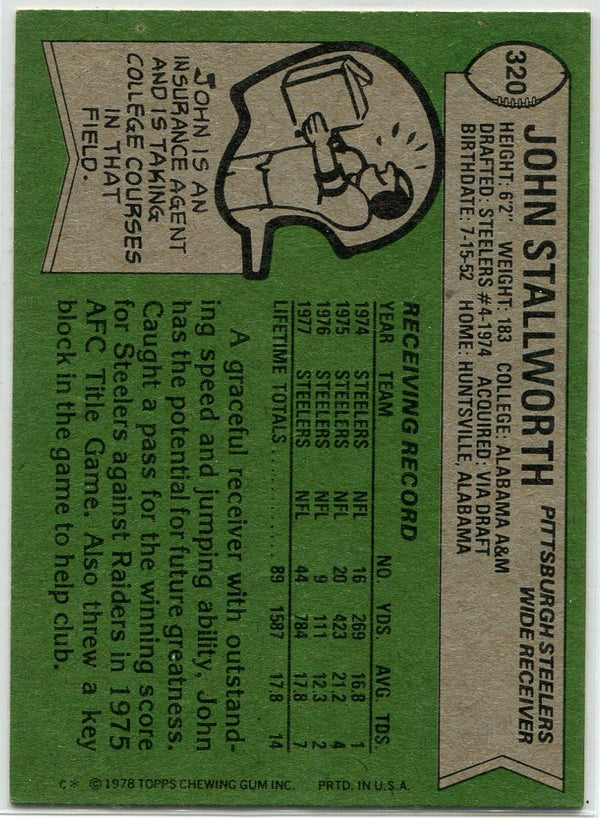 320
JOHN STALLWORTH
PITTSBURGH STEELERS
WIDE RECEIVER
HEIGHT: 6'2" WEIGHT: 183 COLLEGE: ALABAMA A&M
DRAFTED: STEELERS #4-1974 ACQUIRED: VIA DRAFT
BIRTHDATE: 7-15-52 HOME: HUNTSVILLE, ALABAMA
JOHN IS AN
INSURANCE AGENT
AND IS TAKING
COLLEGE COURSES
IN THAT
FIELD.
RECEIVING RECORD
YEAR TEAM NO. YDS. AVG. TDS
1974 STEELERS NFL 16 269 16.8 1
1975 STEELERS NFL 20 423 21.2 4
1976 STEELERS NFL 9 111 12.3 2
1977 STEELERS NFL 44 784 17.8 7
LIFETIME TOTALS.......... 89 1587 17.8 14
A graceful receiver with outstand-
ing speed and jumping ability, John
has the potential for future greatness.
Caught a pass for the winning score
for Steelers against Raiders in 1975
AFC Title Game. Also threw a key
block in the game to help club.
C* ©1978 TOPPS CHEWING GUM INC. PRTD. IN U.S.A.